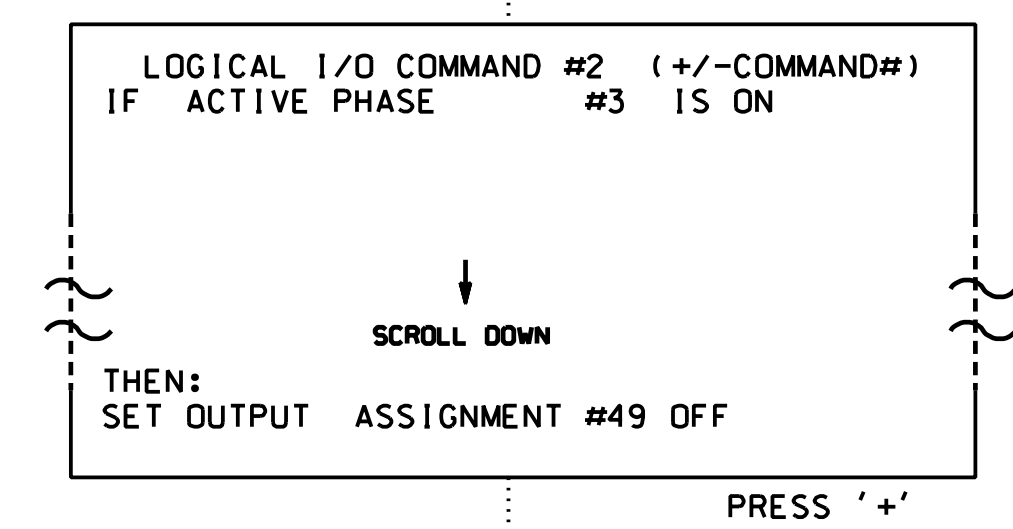 LOGICAL I/O COMMAND #2 (+/-COMMAND#)
IF ACTIVE PHASE #3 IS ON
SCROLL DOWN
THEN:
SET OUTPUT ASSIGNMENT #49 OFF
PRESS '+'